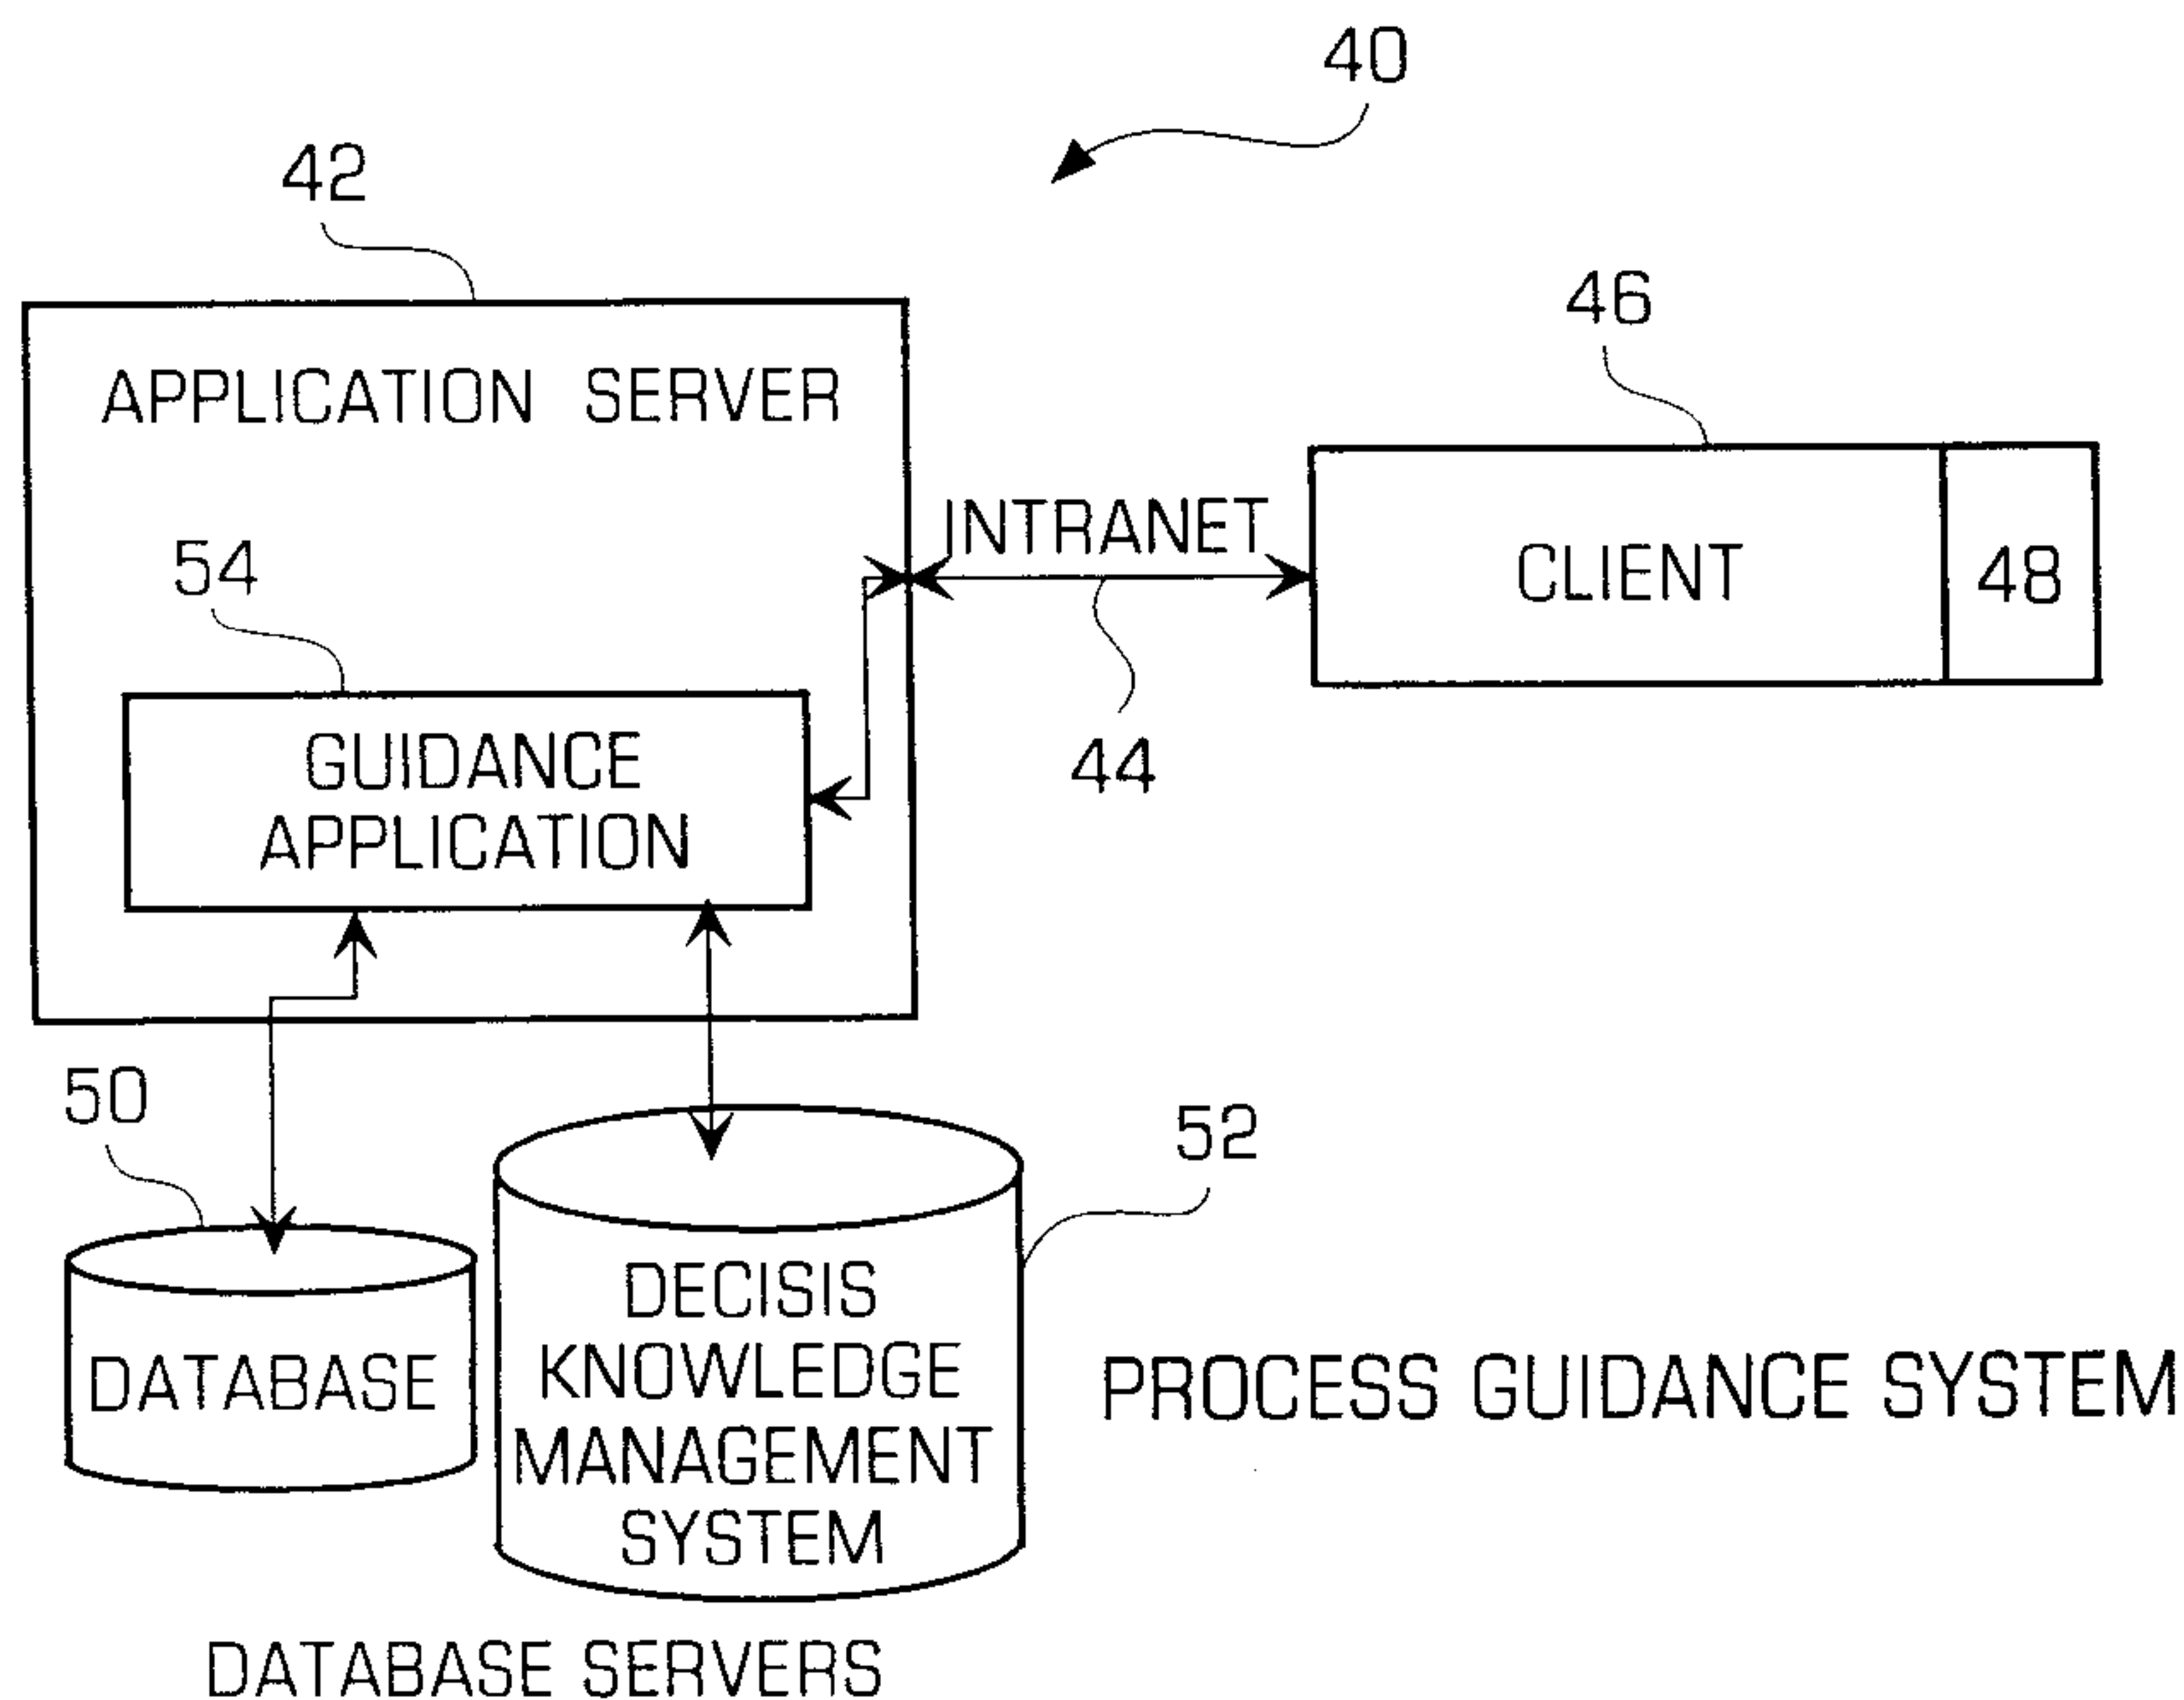 40
42
46
APPLICATION SERVER
INTRANET
54
CLIENT
48
GUIDANCE
APPLICATION
44
50
52
DATABASE
DECISIS
KNOWLEDGE
MANAGEMENT
SYSTEM
PROCESS GUIDANCE SYSTEM
DATABASE SERVERS